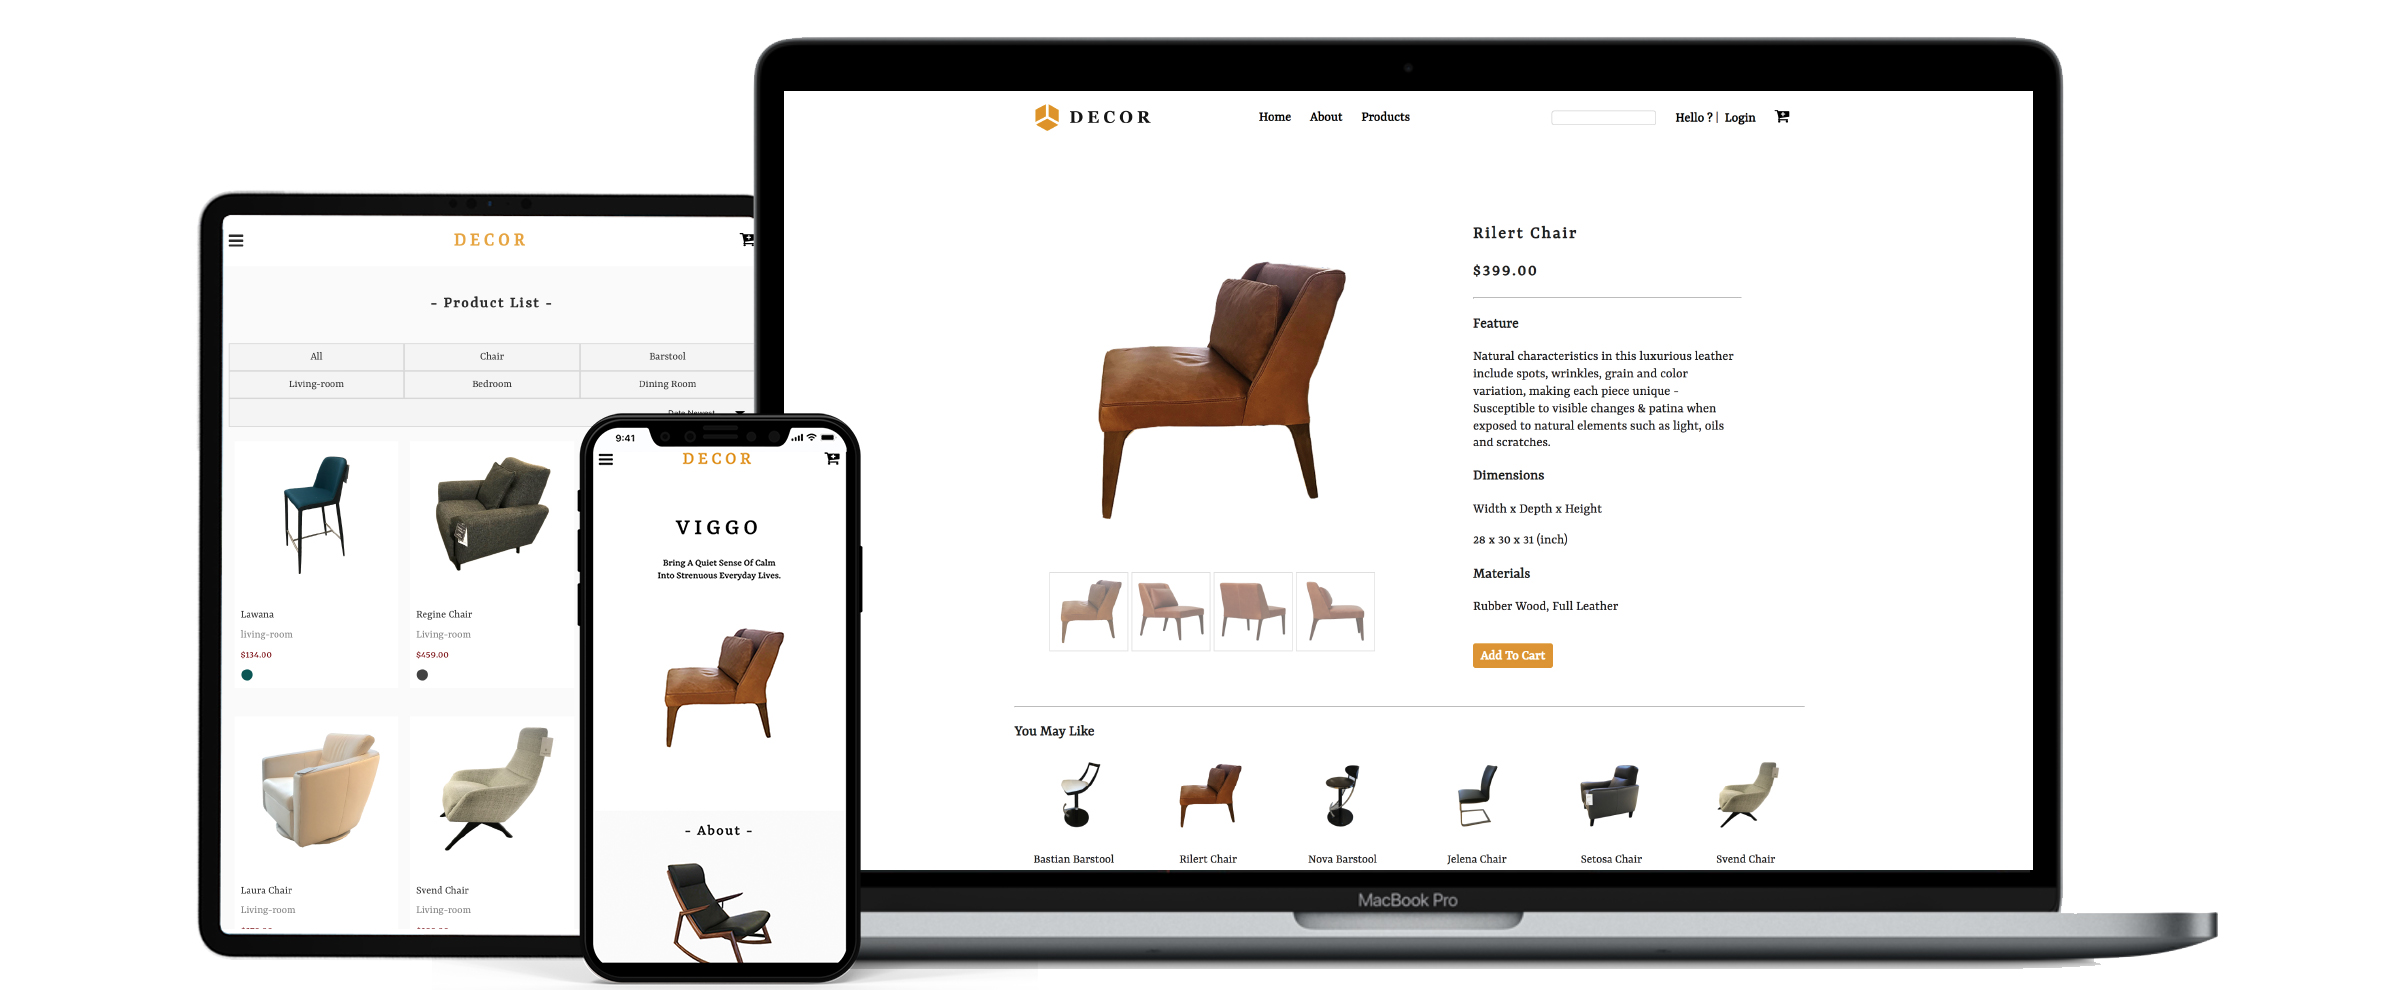 DECOR
Home About Products
Hello ? | Login
Rilert Chair
$399.00
Feature
Natural characteristics in this luxurious leather
include spots, wrinkles, grain and color
variation, making each piece unique -
Susceptible to visible changes & patina when
exposed to natural elements such as light, oils
and scratches.
Dimensions
Width x Depth x Height
28 x 30 x 31 (inch)
Materials
Rubber Wood, Full Leather
Add To Cart
You May Like
Bastian Barstool Rilert Chair Nova Barstool Jelena Chair Setosa Chair Svend Chair
MacBook Pro
DECOR
- Product List -
All Chair Barstool
Living-room Bedroom Dining Room
Date Newest
Lawana Regine Chair
living-room Living-room
$134.00 $459.00
Laura Chair Svend Chair
Living-room Living-room
9:41
DECOR
VIGGO
Bring A Quiet Sense Of Calm
Into Strenuous Everyday Lives.
- About -